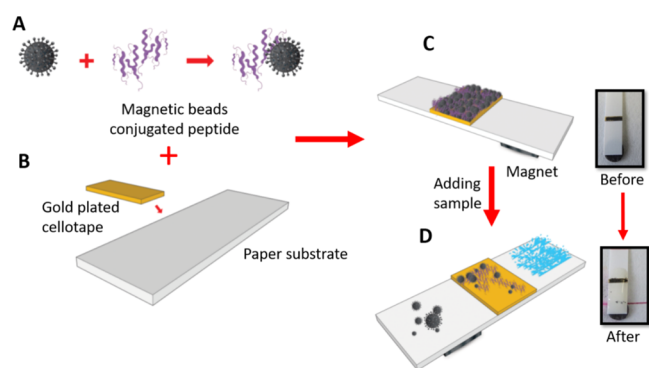 A
Magnetic beads
conjugated peptide
B
Gold plated
cellotape
Paper substrate
C
Magnet
Adding
sample
D
Before
After